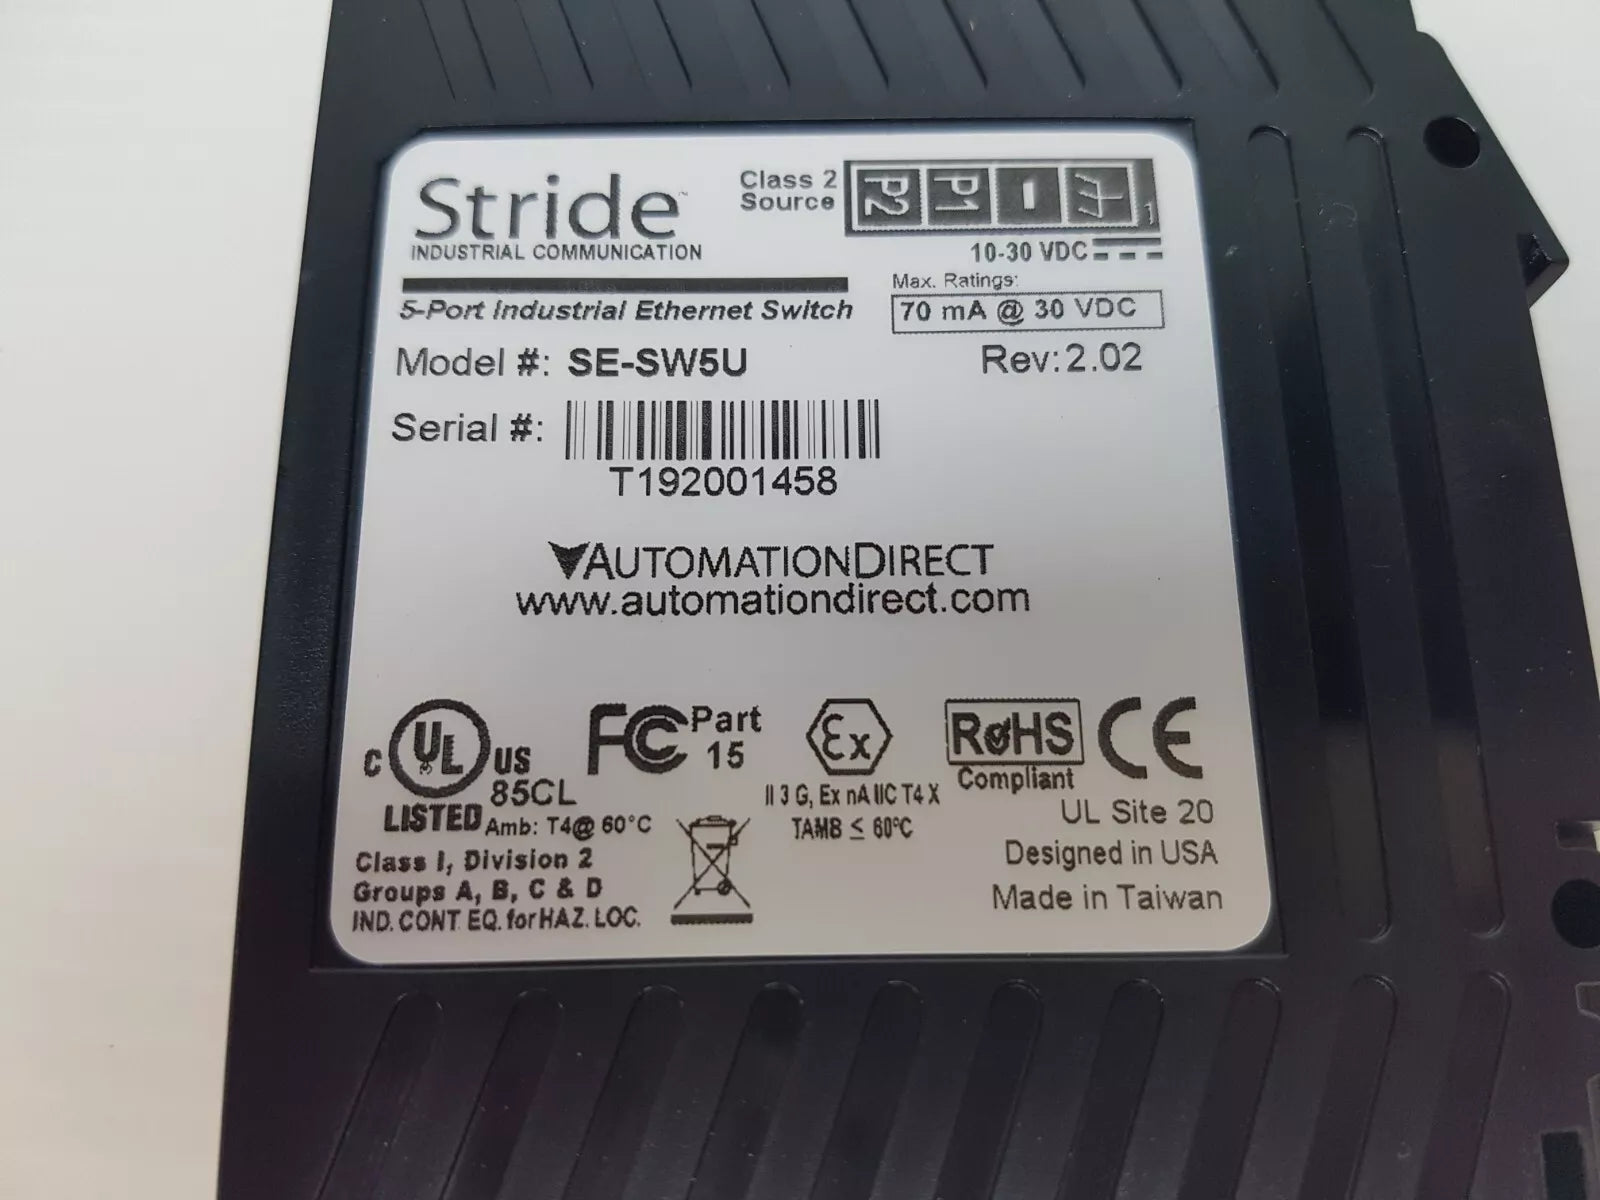 Stride™
INDUSTRIAL COMMUNICATION
Class 2
Source
P2 P1 1
10-30 VDC
Max. Ratings:
70 mA @ 30 VDC
5-Port Industrial Ethernet Switch
Model #: SE-SW5U
Rev: 2.02
Serial #:
T192001458
AUTOMATIONDIRECT
www.automationdirect.com
C UL US
LISTED
85CL
Amb: T4@ 60°C
Class I, Division 2
Groups A, B, C & D
IND. CONT. EQ. for HAZ. LOC.
FC Part
15
Ex
II 3 G, Ex nA IIC T4 X
TAMB ≤ 60°C
RoHS
Compliant
CE
UL Site 20
Designed in USA
Made in Taiwan